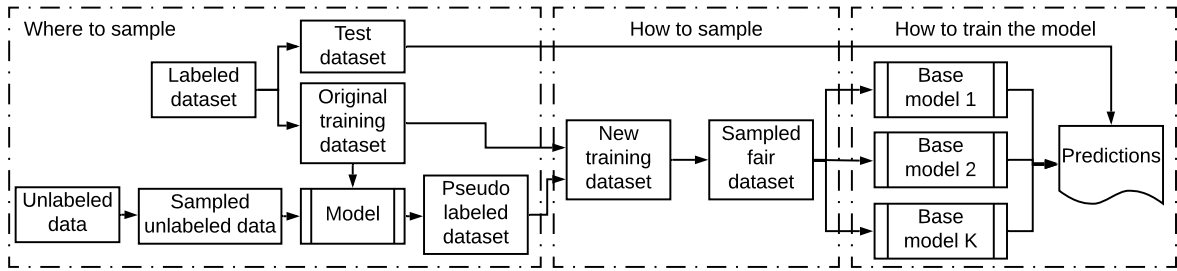 Where to sample
Labeled
dataset
Test
dataset
Original
training
dataset
Unlabeled
data
Sampled
unlabeled data
Model
Pseudo
labeled
dataset
How to sample
New
training
dataset
Sampled
fair
dataset
How to train the model
Base
model 1
Base
model 2
Base
model K
Predictions